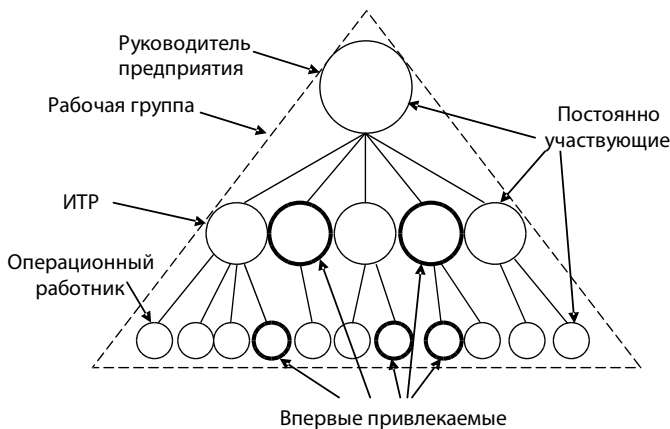 Руководитель
предприятия
Рабочая группа
Постоянно
участвующие
ИТР
Операционный
работник
Впервые привлекаемые